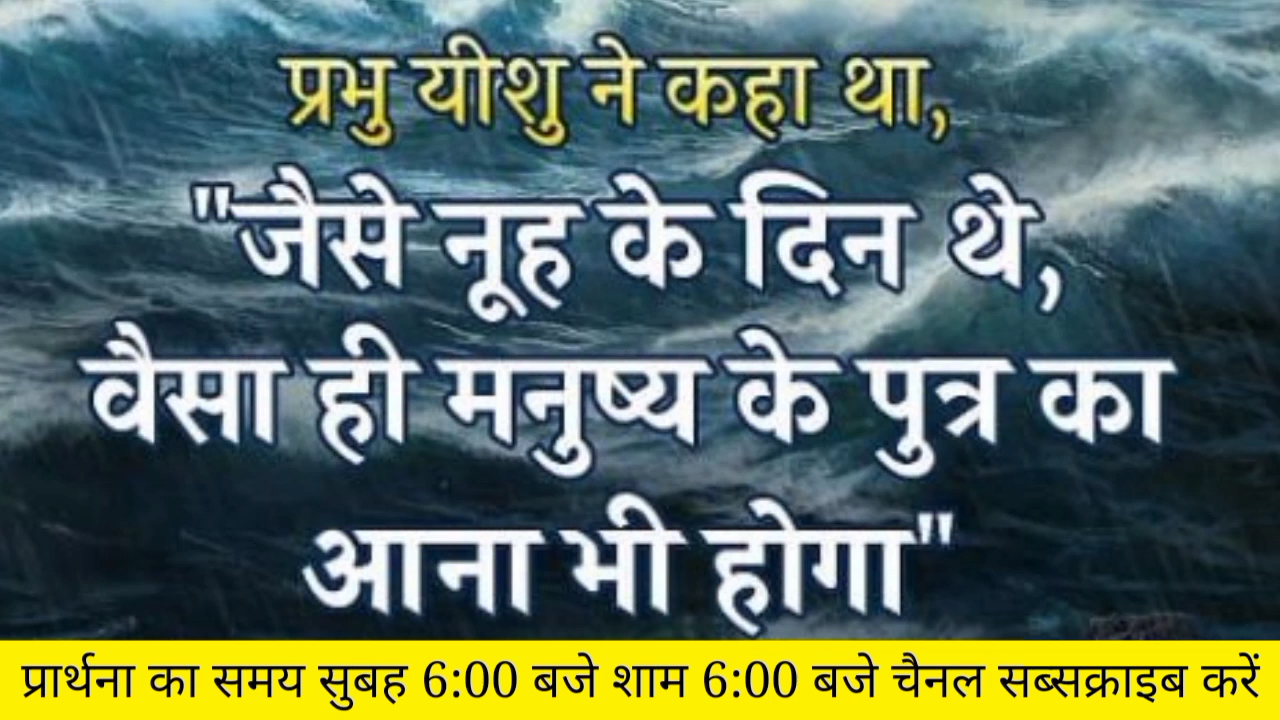 प्रभु यीशु ने कहा था,
"जैसे नूह के दिन थे,
वैसा ही मनुष्य के पुत्र का
आना भी होगा"
प्रार्थना का समय सुबह 6:00 बजे शाम 6:00 बजे चैनल सब्सक्राइब करें